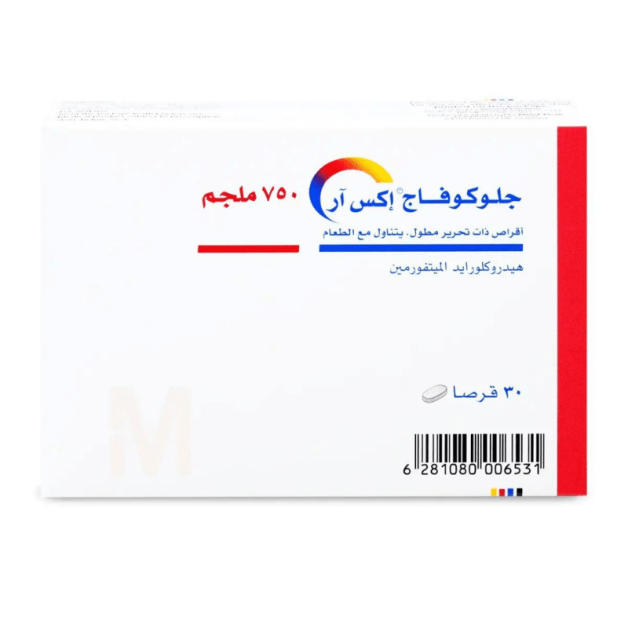 جلوكوفاج® إكس آر ٧٥٠ ملجم
أقراص ذات تحرير مطول. يتناول مع الطعام
هيدروكلورايد الميتفورمين
٣٠ قرصا
M
6 281080 006531